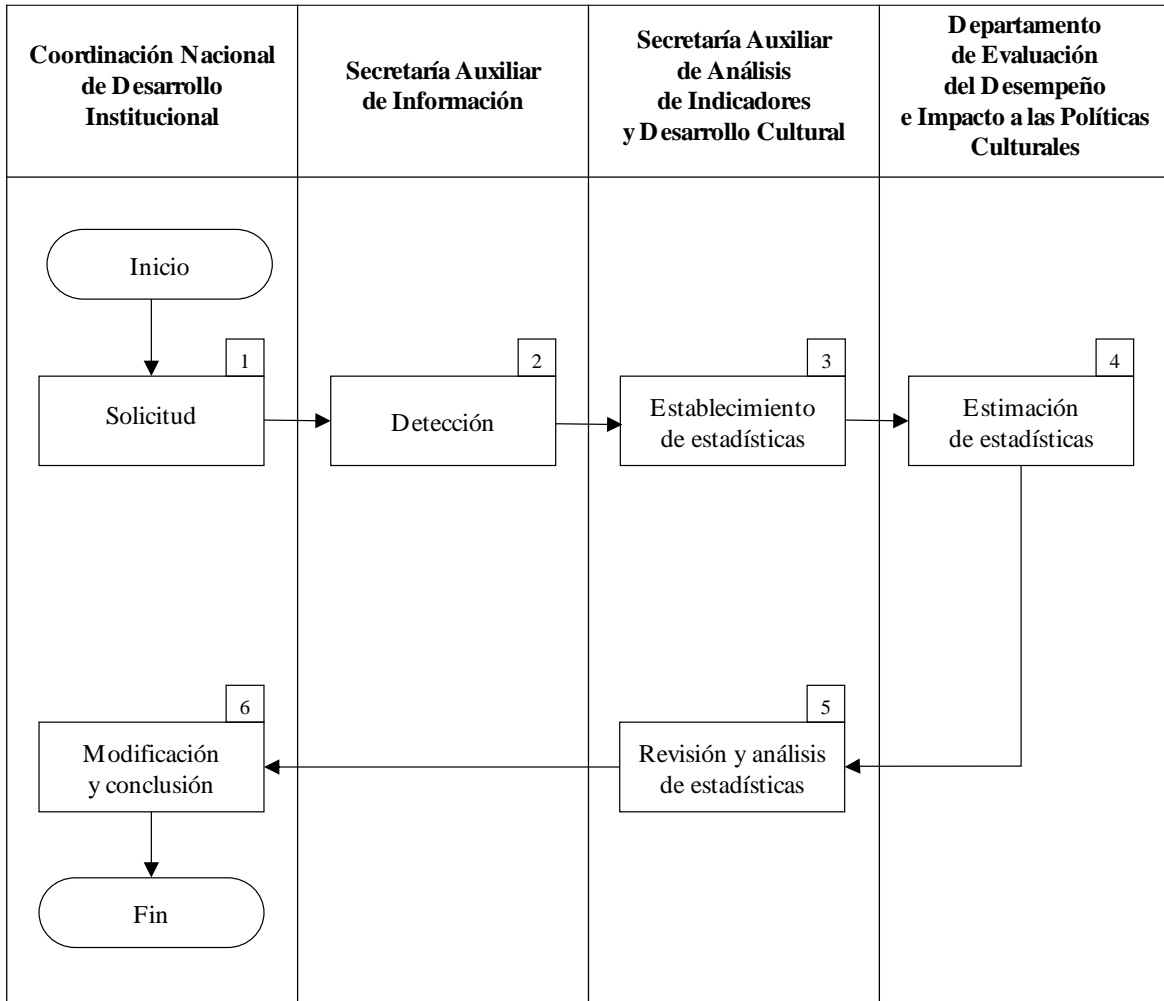 Coordinación Nacional
de Desarrollo
Institucional
Secretaría Auxiliar
de Información
Secretaría Auxiliar
de Análisis
de Indicadores
y Desarrollo Cultural
Departamento
de Evaluación
del Desempeño
e Impacto a las Políticas
Culturales
Inicio
1
Solicitud
2
Detección
3
Establecimiento
de estadísticas
4
Estimación
de estadísticas
5
Revisión y análisis
de estadísticas
6
Modificación
y conclusión
Fin